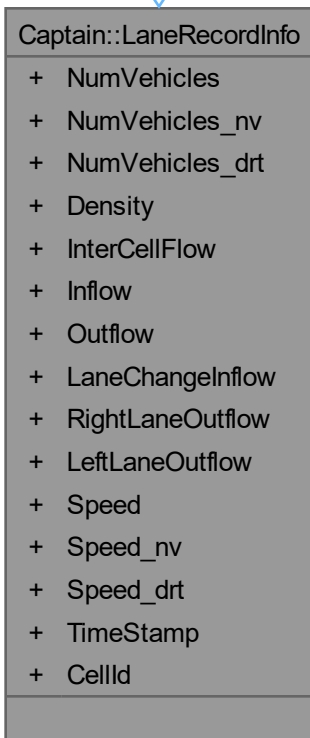 Captain::LaneRecordInfo
+ NumVehicles
+ NumVehicles_nv
+ NumVehicles_drt
+ Density
+ InterCellFlow
+ Inflow
+ Outflow
+ LaneChangeInflow
+ RightLaneOutflow
+ LeftLaneOutflow
+ Speed
+ Speed_nv
+ Speed_drt
+ TimeStamp
+ CellId